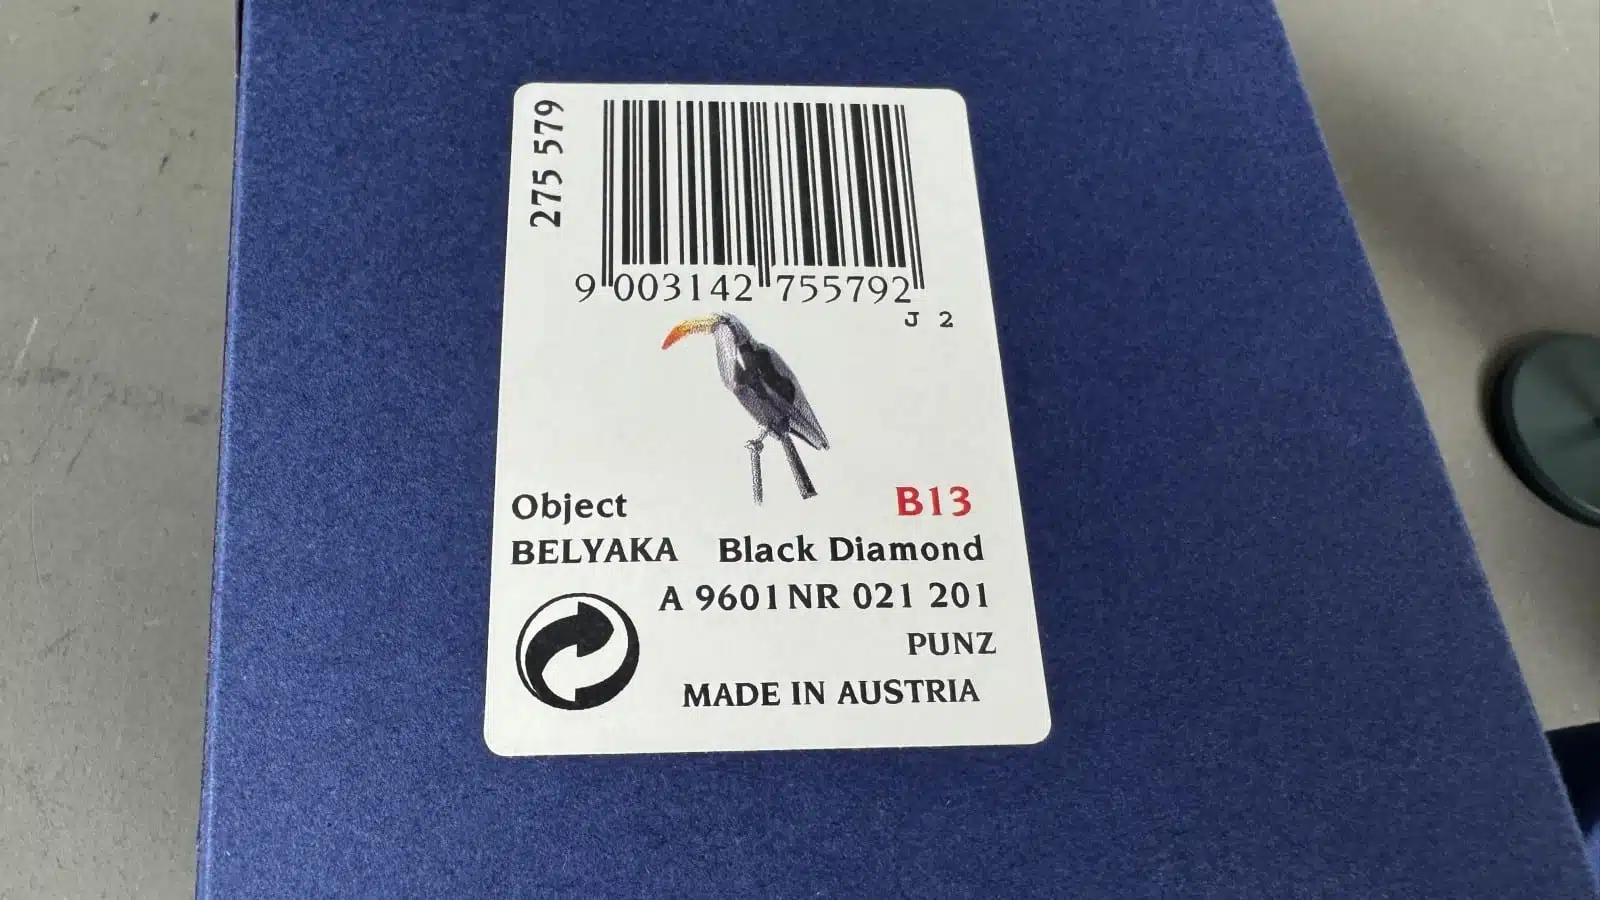 275 579
9 003142 755792
J 2
Object B13
BELYAKA Black Diamond
A 9601 NR 021 201
PUNZ
MADE IN AUSTRIA